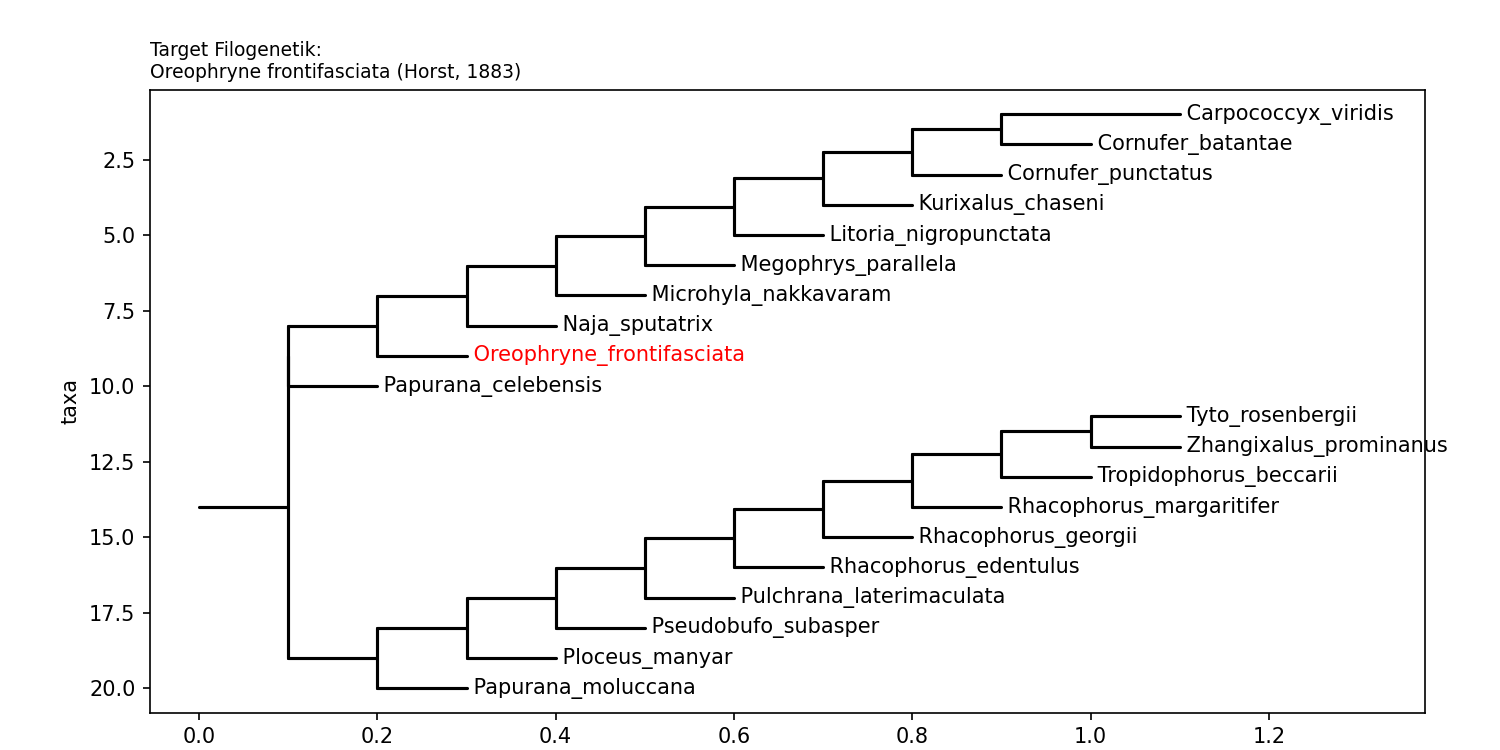 Target Filogenetik:
Oreophryne frontifasciata (Horst, 1883)
Carpococcyx_viridis
Cornufer_batantae
2.5
Cornufer_punctatus
Kurixalus_chaseni
5.0
Litoria_nigropunctata
Megophrys_parallela
Microhyla_nakkavaram
7.5
Naja_sputatrix
Oreophryne_frontifasciata
10.0
Papurana_celebensis
taxa
Tyto_rosenbergii
Zhangixalus_prominanus
12.5
Tropidophorus_beccarii
Rhacophorus_margaritifer
15.0
Rhacophorus_georgii
Rhacophorus_edentulus
Pulchrana_laterimaculata
17.5
Pseudobufo_subasper
Ploceus_manyar
20.0
Papurana_moluccana
0.0 0.2 0.4 0.6 0.8 1.0 1.2